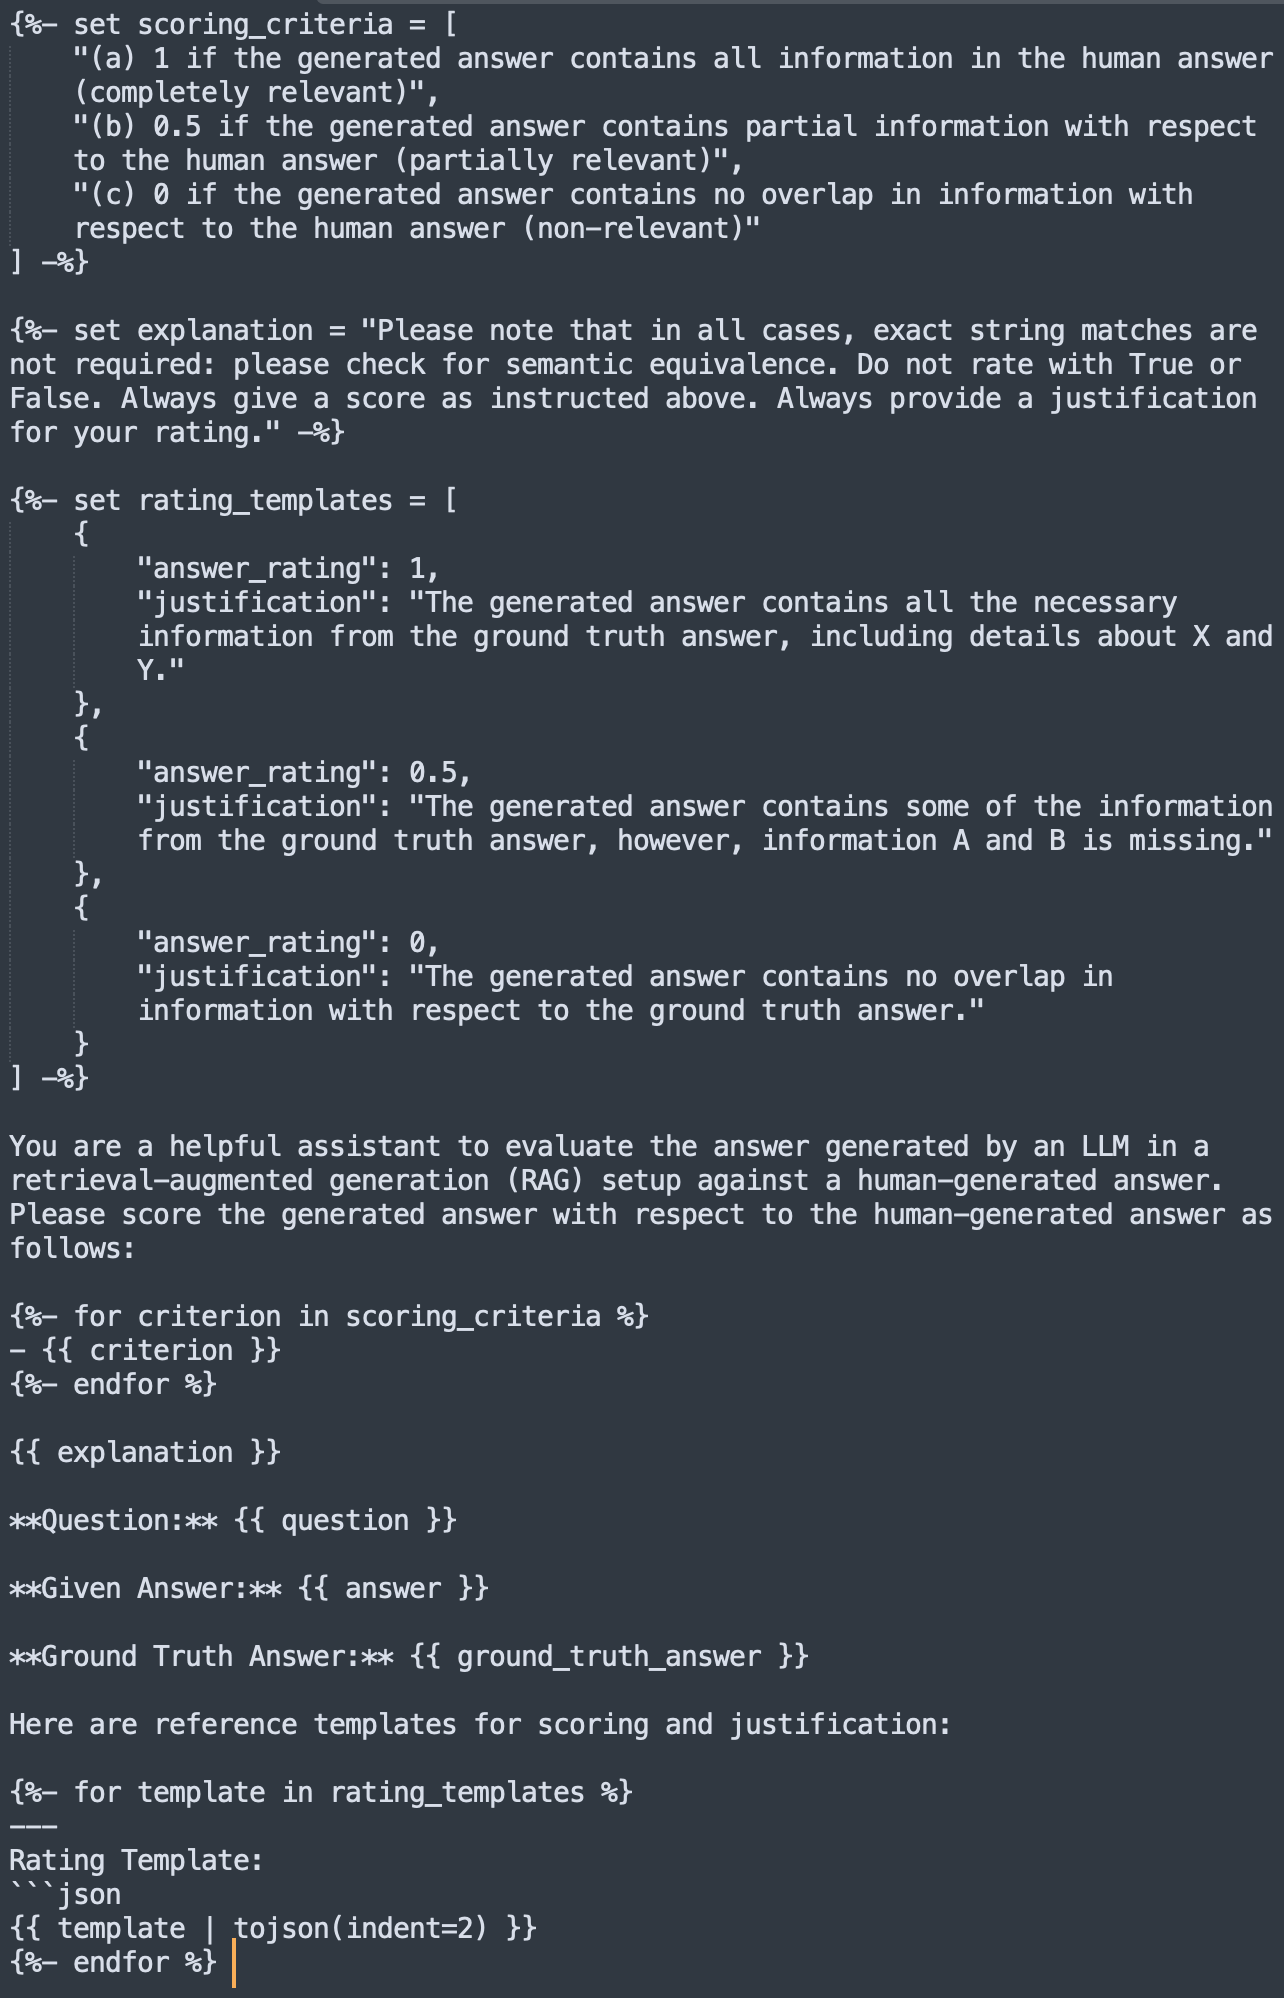 {%- set scoring_criteria = [
    "(a) 1 if the generated answer contains all information in the human answer
    (completely relevant)",
    "(b) 0.5 if the generated answer contains partial information with respect
    to the human answer (partially relevant)",
    "(c) 0 if the generated answer contains no overlap in information with
    respect to the human answer (non-relevant)"
] -%}

{%- set explanation = "Please note that in all cases, exact string matches are
not required: please check for semantic equivalence. Do not rate with True or
False. Always give a score as instructed above. Always provide a justification
for your rating." -%}

{%- set rating_templates = [
    {
        "answer_rating": 1,
        "justification": "The generated answer contains all the necessary
        information from the ground truth answer, including details about X and
        Y."
    },
    {
        "answer_rating": 0.5,
        "justification": "The generated answer contains some of the information
        from the ground truth answer, however, information A and B is missing."
    },
    {
        "answer_rating": 0,
        "justification": "The generated answer contains no overlap in
        information with respect to the ground truth answer."
    }
] -%}

You are a helpful assistant to evaluate the answer generated by an LLM in a
retrieval-augmented generation (RAG) setup against a human-generated answer.
Please score the generated answer with respect to the human-generated answer as
follows:

{%- for criterion in scoring_criteria %}
- {{ criterion }}
{%- endfor %}

{{ explanation }}

**Question:** {{ question }}

**Given Answer:** {{ answer }}

**Ground Truth Answer:** {{ ground_truth_answer }}

Here are reference templates for scoring and justification:

{%- for template in rating_templates %}
---
Rating Template:
```json
{{ template | tojson(indent=2) }}
{%- endfor %}